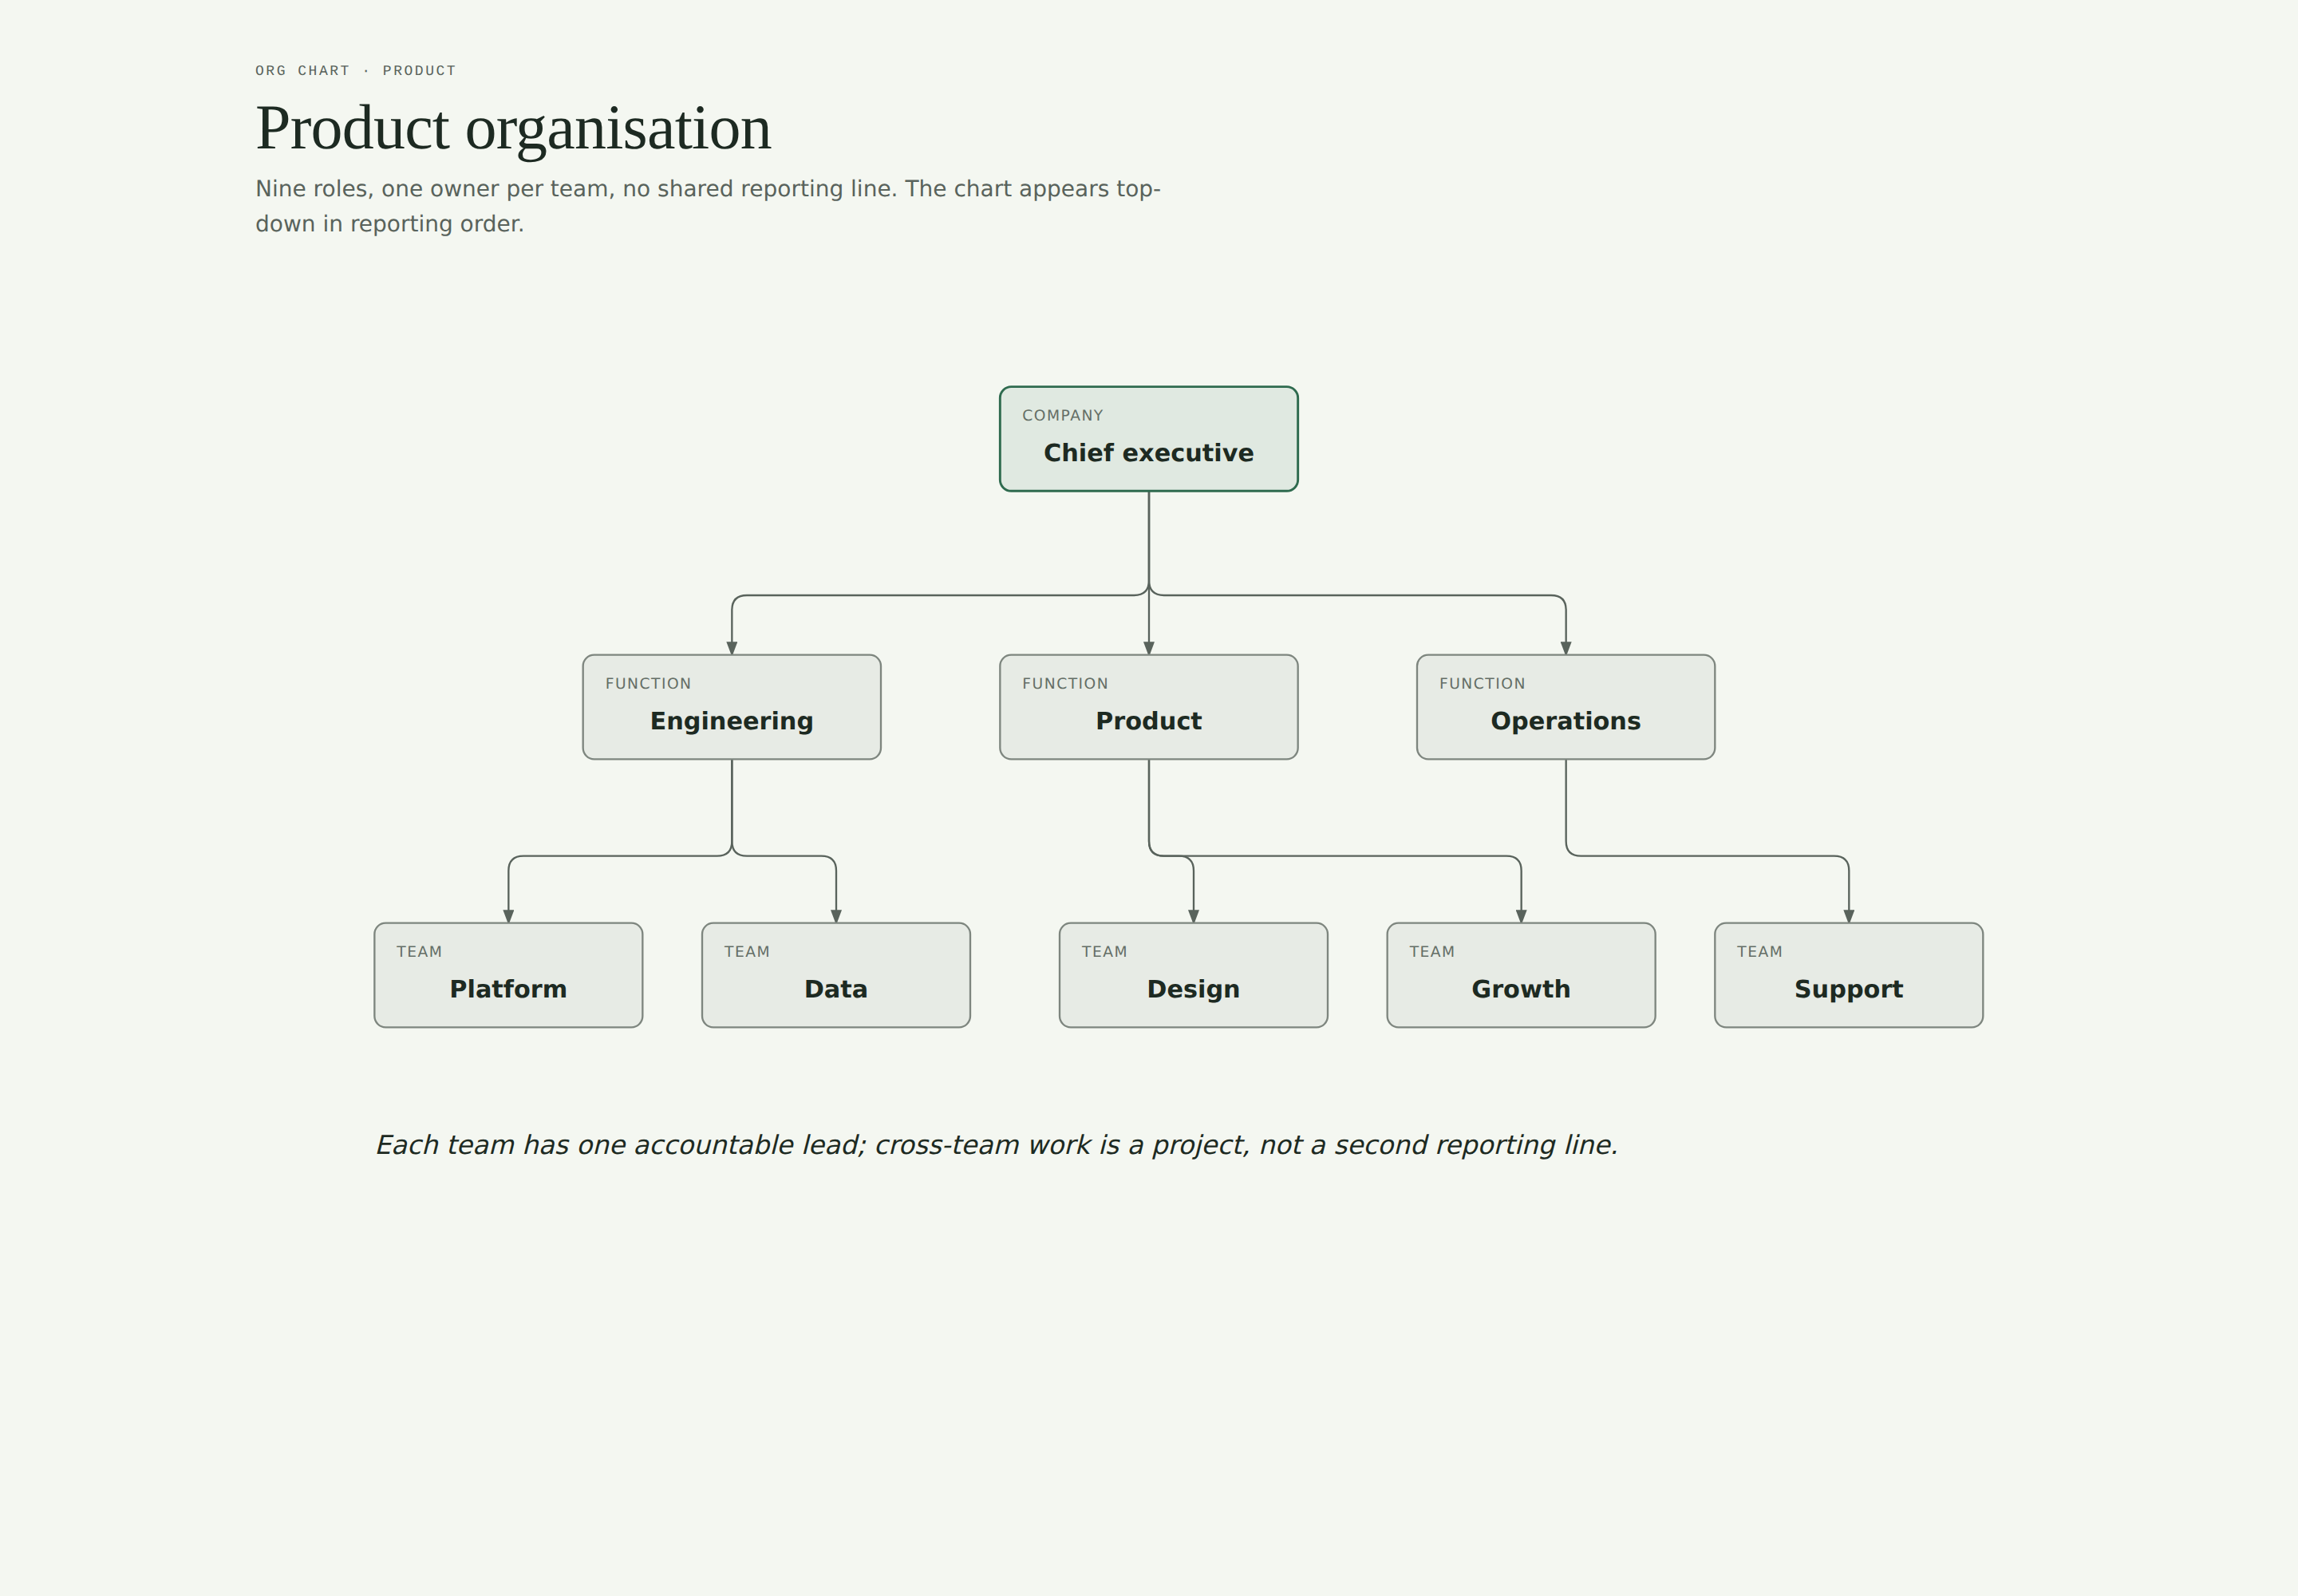 ORG CHART · PRODUCT
Product organisation
Nine roles, one owner per team, no shared reporting line. The chart appears top-
down in reporting order.
COMPANY
Chief executive
FUNCTION
Engineering
FUNCTION
Product
FUNCTION
Operations
TEAM
Platform
TEAM
Data
TEAM
Design
TEAM
Growth
TEAM
Support
Each team has one accountable lead; cross-team work is a project, not a second reporting line.